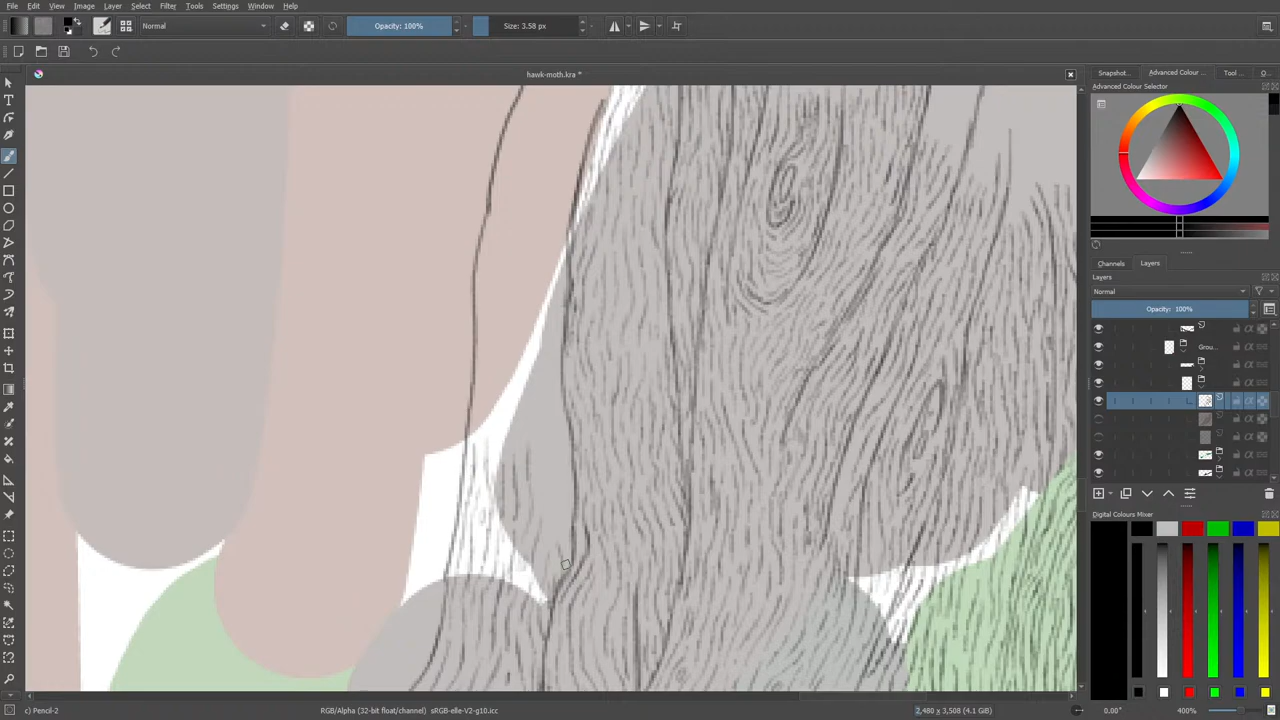 File Edit View Image Layer Select Filter Tools Settings Window Help
Normal Opacity: 100% Size: 3.58 px
hawk-moth.kra *
Snapshot... Advanced Colour ... Tool ... O...
Advanced Colour Selector
Channels Layers
Layers
Normal
Opacity: 100%
Grou...
Digital Colours Mixer
c) Pencil-2 RGB/Alpha (32-bit float/channel) sRGB-elle-V2-g10.icc 2,480 x 3,508 (4.1 GiB) 0.00° 400%